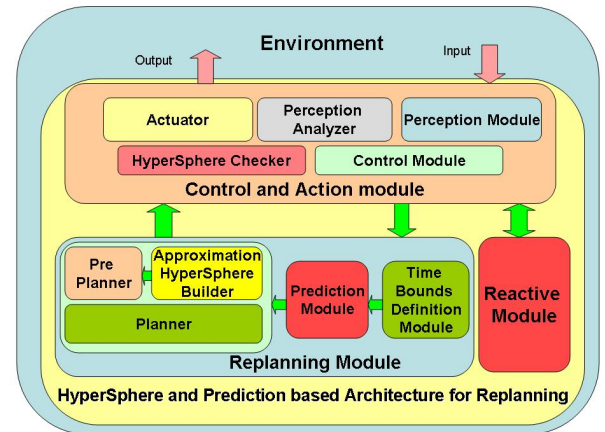 Environment
Output
Input
Actuator
Perception
Analyzer
Perception Module
HyperSphere Checker
Control Module
Control and Action module
Pre
Planner
Approximation
HyperSphere
Builder
Planner
Prediction
Module
Time
Bounds
Definition
Module
Reactive
Module
Replanning Module
HyperSphere and Prediction based Architecture for Replanning